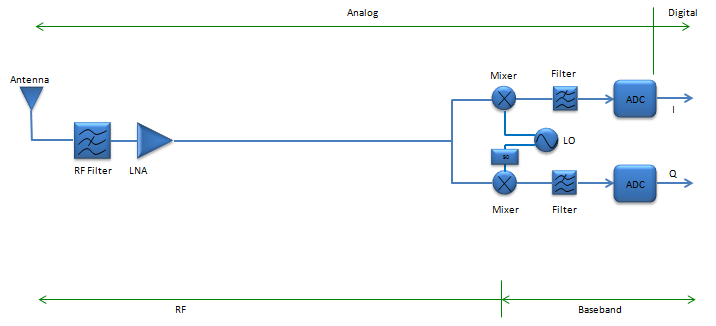 Analog
Digital
Antenna
Mixer
Filter
ADC
I
RF Filter
LNA
LO
90
Q
ADC
Mixer
Filter
RF
Baseband